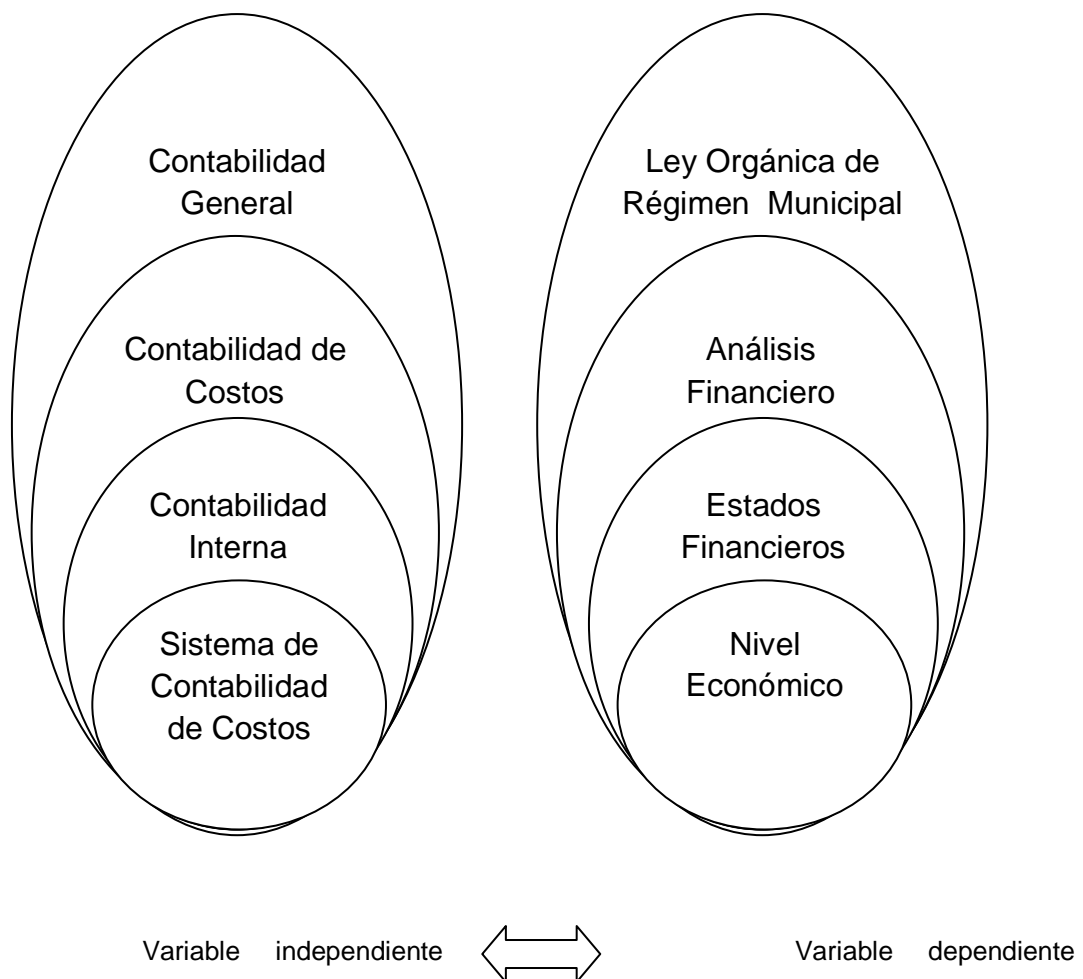 Contabilidad
General
Contabilidad de
Costos
Contabilidad
Interna
Sistema de
Contabilidad
de Costos
Ley Orgánica de
Régimen Municipal
Análisis
Financiero
Estados
Financieros
Nivel
Económico
Variable independiente
Variable dependiente